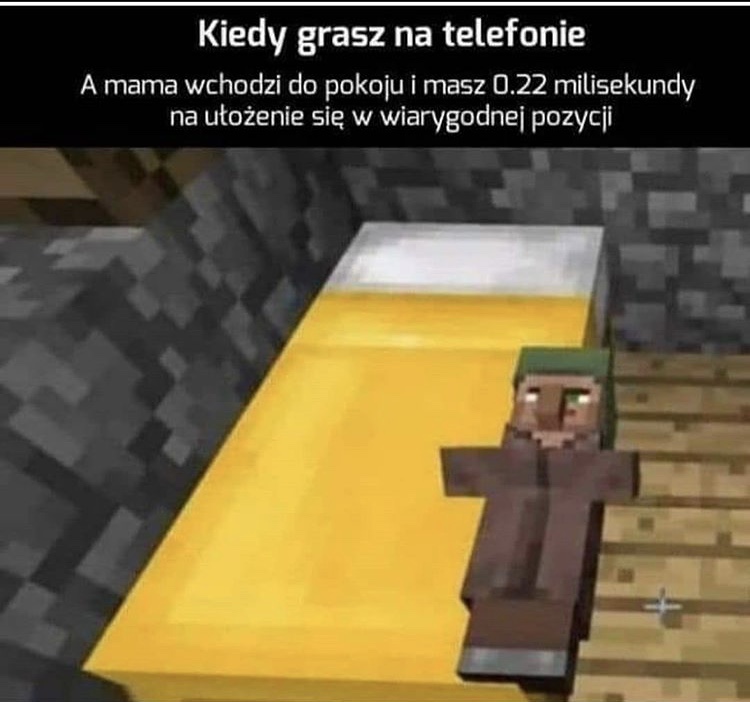 Kiedy grasz na telefonie
A mama wchodzi do pokoju i masz 0.22 milisekundy
na ułożenie się w wiarygodnej pozycji